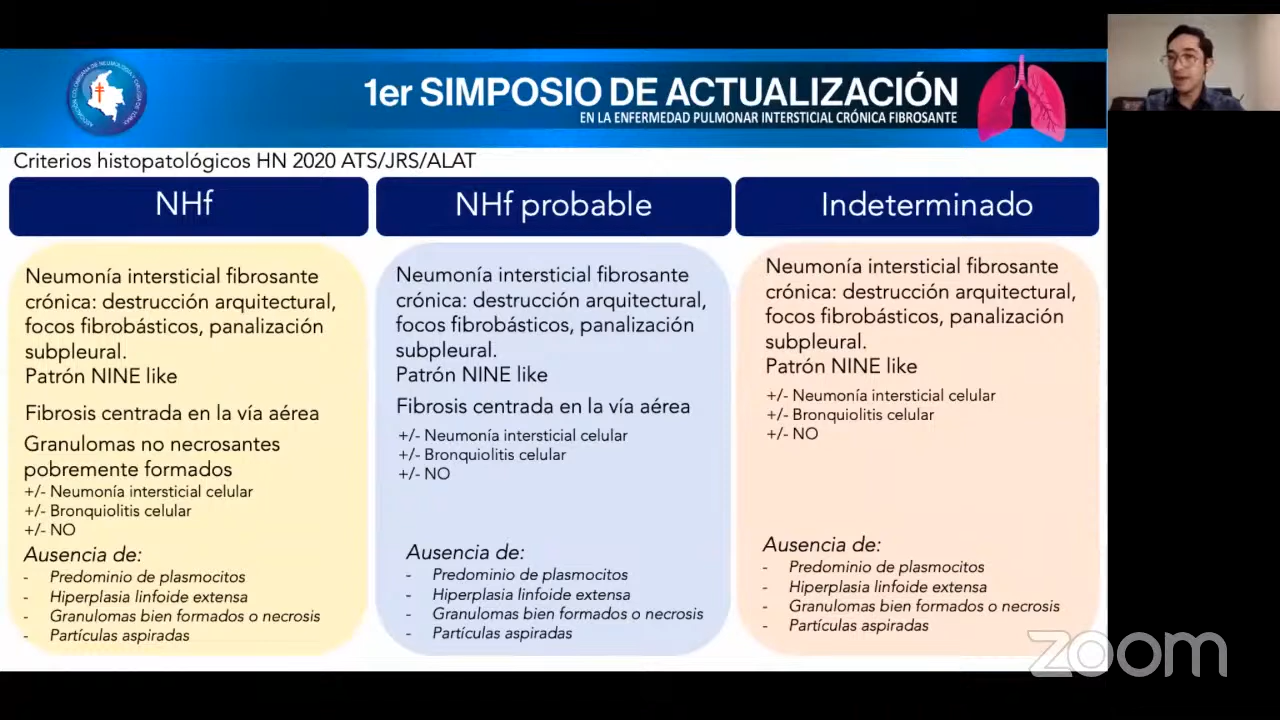 1er SIMPOSIO DE ACTUALIZACIÓN
EN LA ENFERMEDAD PULMONAR INTERSTICIAL CRÓNICA FIBROSANTE
Criterios histopatológicos HN 2020 ATS/JRS/ALAT
NHf
Neumonía intersticial fibrosante
crónica: destrucción arquitectural,
focos fibrobásticos, panalización
subpleural.
Patrón NINE like
Fibrosis centrada en la vía aérea
Granulomas no necrosantes
pobremente formados
+/- Neumonía intersticial celular
+/- Bronquiolitis celular
+/- NO
Ausencia de:
- Predominio de plasmocitos
- Hiperplasia linfoide extensa
- Granulomas bien formados o necrosis
- Partículas aspiradas
NHf probable
Neumonía intersticial fibrosante
crónica: destrucción arquitectural,
focos fibrobásticos, panalización
subpleural.
Patrón NINE like
Fibrosis centrada en la vía aérea
+/- Neumonía intersticial celular
+/- Bronquiolitis celular
+/- NO
Ausencia de:
- Predominio de plasmocitos
- Hiperplasia linfoide extensa
- Granulomas bien formados o necrosis
- Partículas aspiradas
Indeterminado
Neumonía intersticial fibrosante
crónica: destrucción arquitectural,
focos fibrobásticos, panalización
subpleural.
Patrón NINE like
+/- Neumonía intersticial celular
+/- Bronquiolitis celular
+/- NO
Ausencia de:
- Predominio de plasmocitos
- Hiperplasia linfoide extensa
- Granulomas bien formados o necrosis
- Partículas aspiradas
zoom